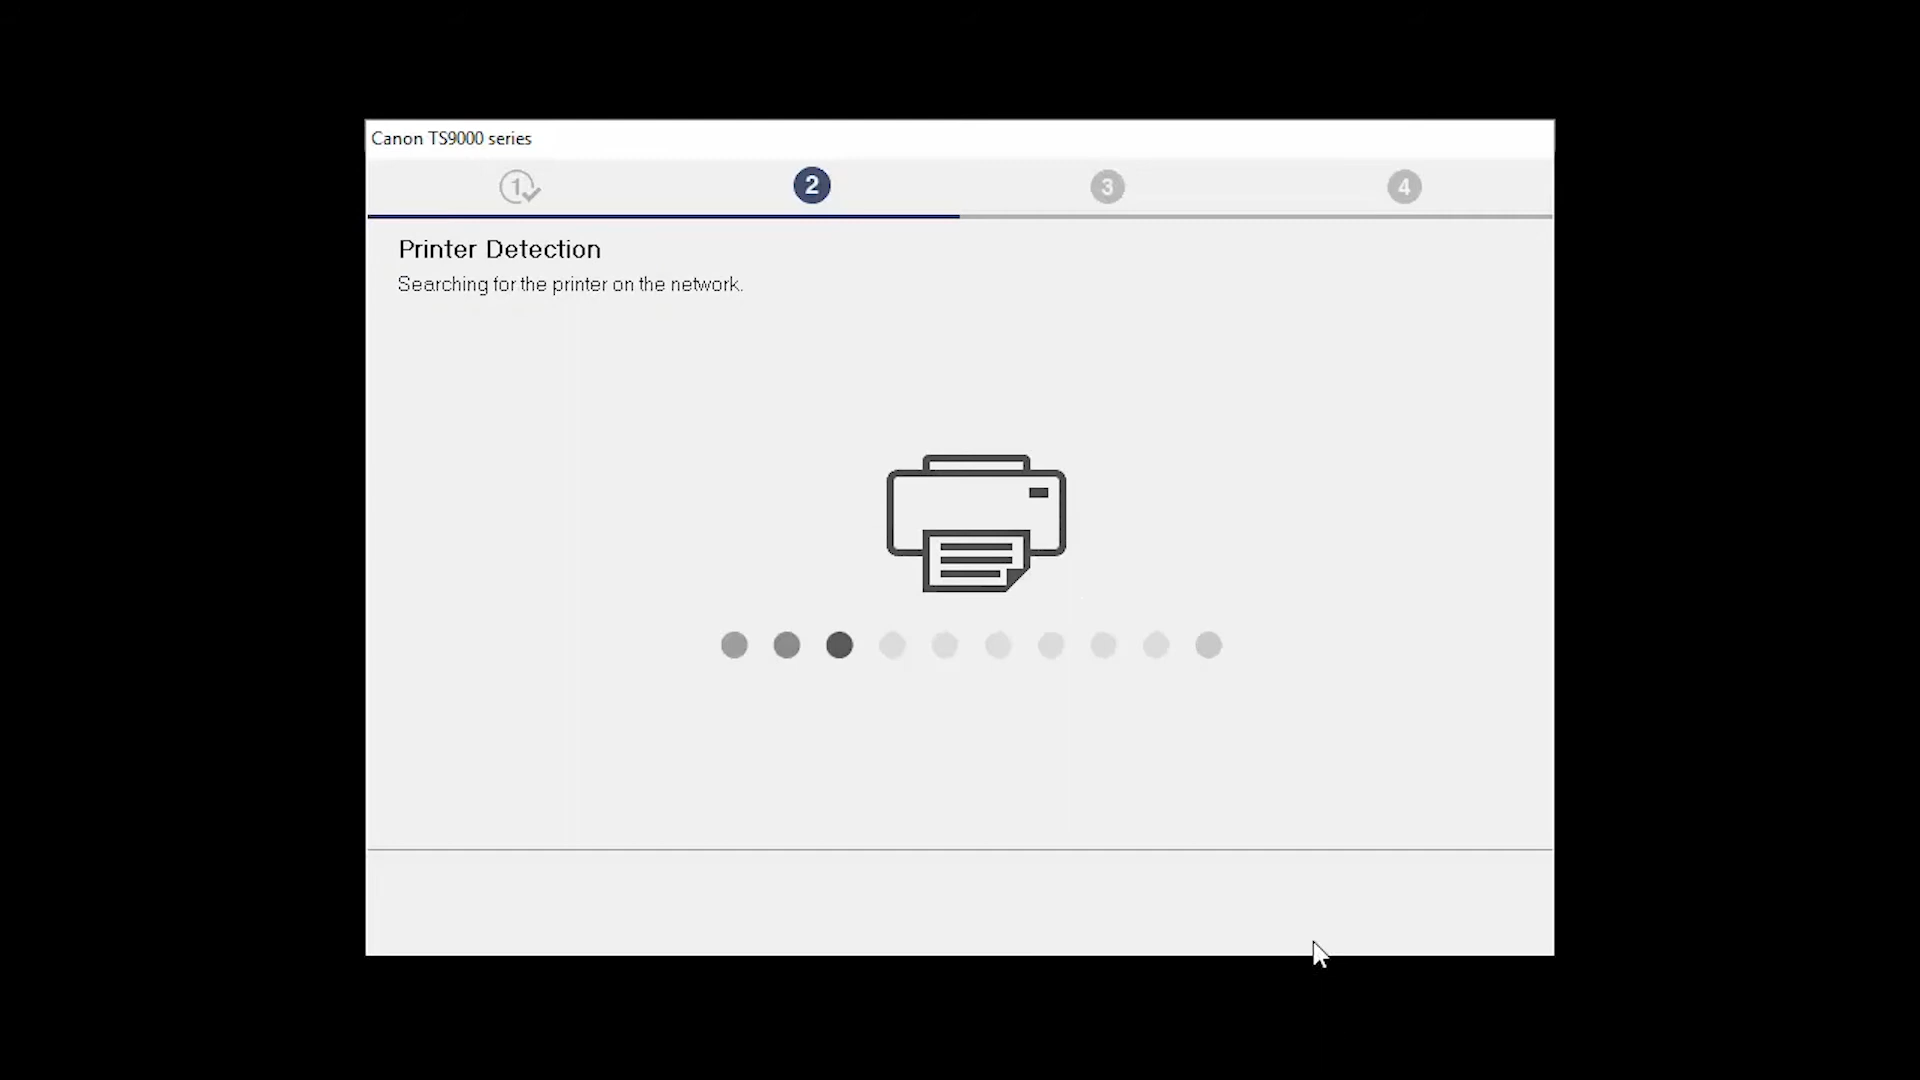 Canon TS9000 series
1 2 3 4
Printer Detection
Searching for the printer on the network.